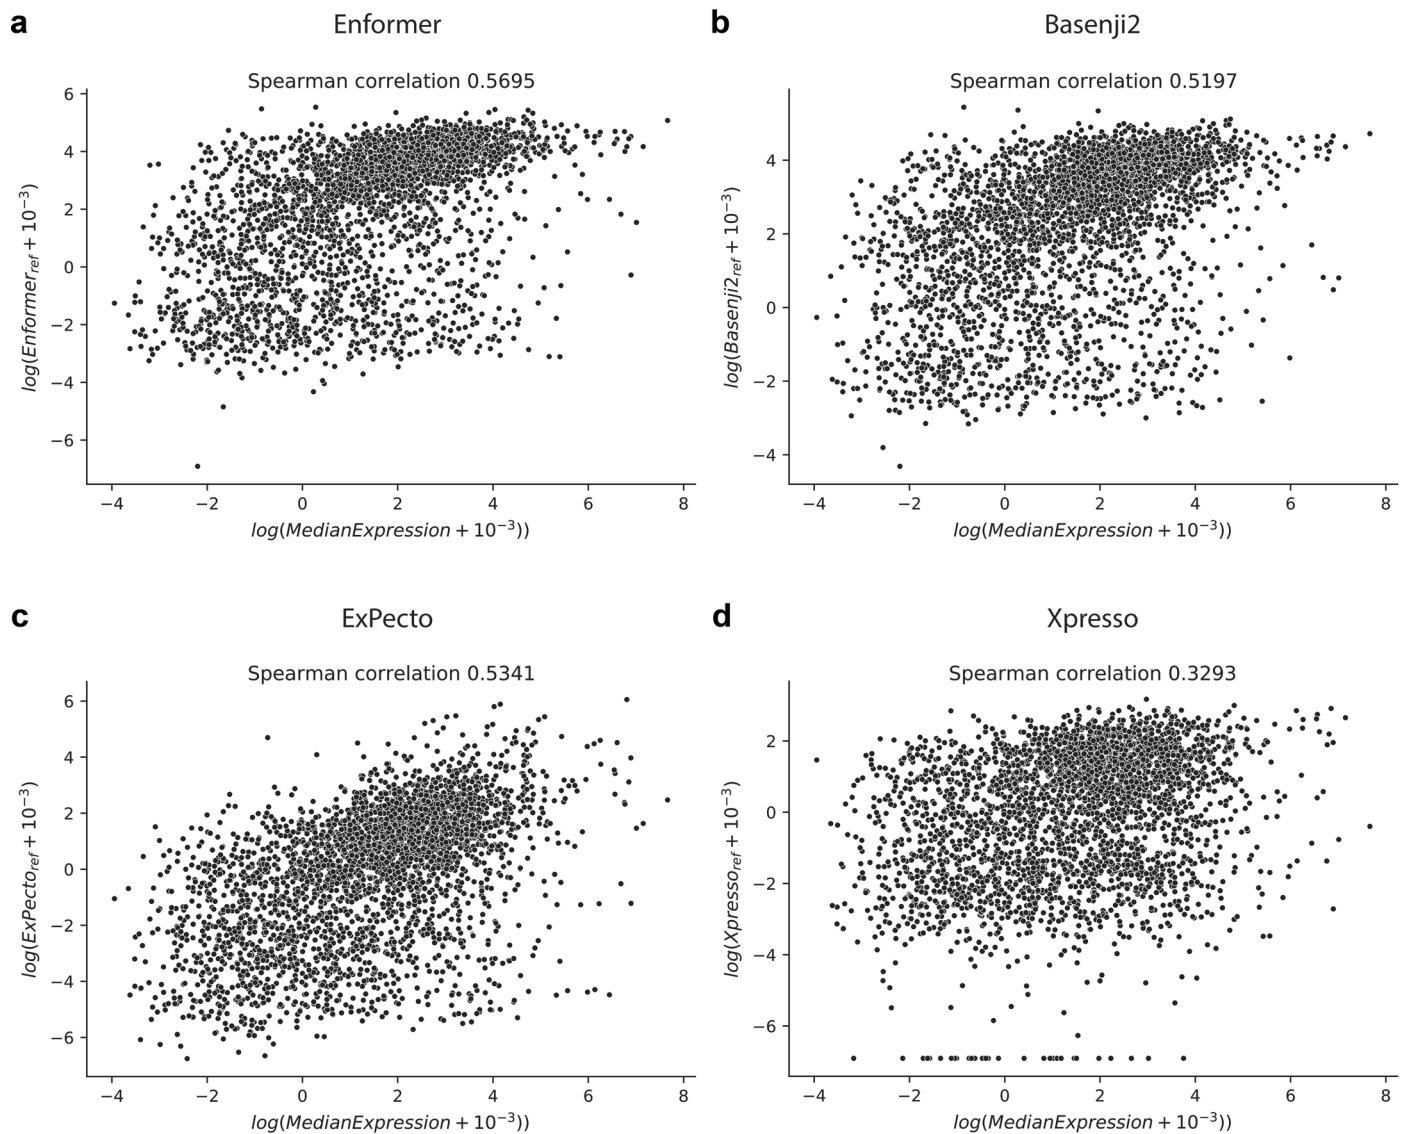 a
Enformer
Spearman correlation 0.5695
6
4
2
0
−2
−4
−6
log(Enformer_ref + 10^−3)
−4 −2 0 2 4 6 8
log(MedianExpression + 10^−3))
b
Basenji2
Spearman correlation 0.5197
4
2
0
−2
−4
log(Basenji2_ref + 10^−3)
−4 −2 0 2 4 6 8
log(MedianExpression + 10^−3))
c
ExPecto
Spearman correlation 0.5341
6
4
2
0
−2
−4
−6
log(ExPecto_ref + 10^−3)
−4 −2 0 2 4 6 8
log(MedianExpression + 10^−3))
d
Xpresso
Spearman correlation 0.3293
2
0
−2
−4
−6
log(Xpresso_ref + 10^−3)
−4 −2 0 2 4 6 8
log(MedianExpression + 10^−3))